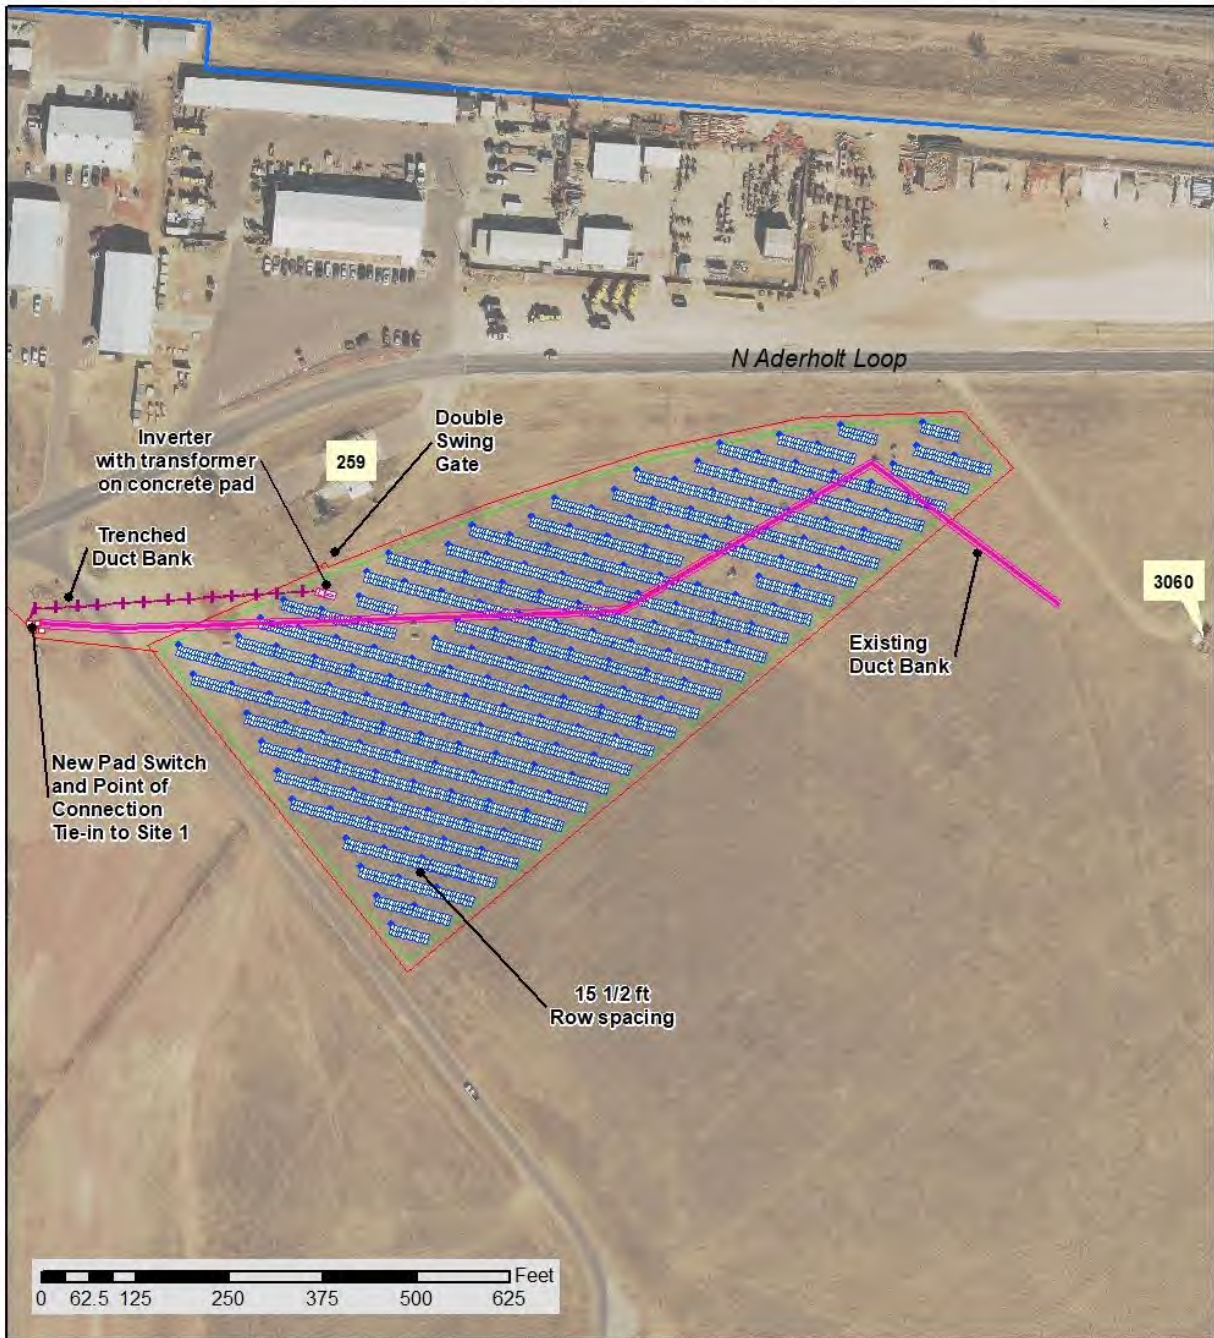 N Aderholt Loop
Double
Swing
Gate
Inverter
with transformer
on concrete pad
259
Trenched
Duct Bank
3060
Existing
Duct Bank
New Pad Switch
and Point of
Connection
Tie-in to Site 1
15 1/2 ft
Row spacing
Feet
0 62.5 125 250 375 500 625